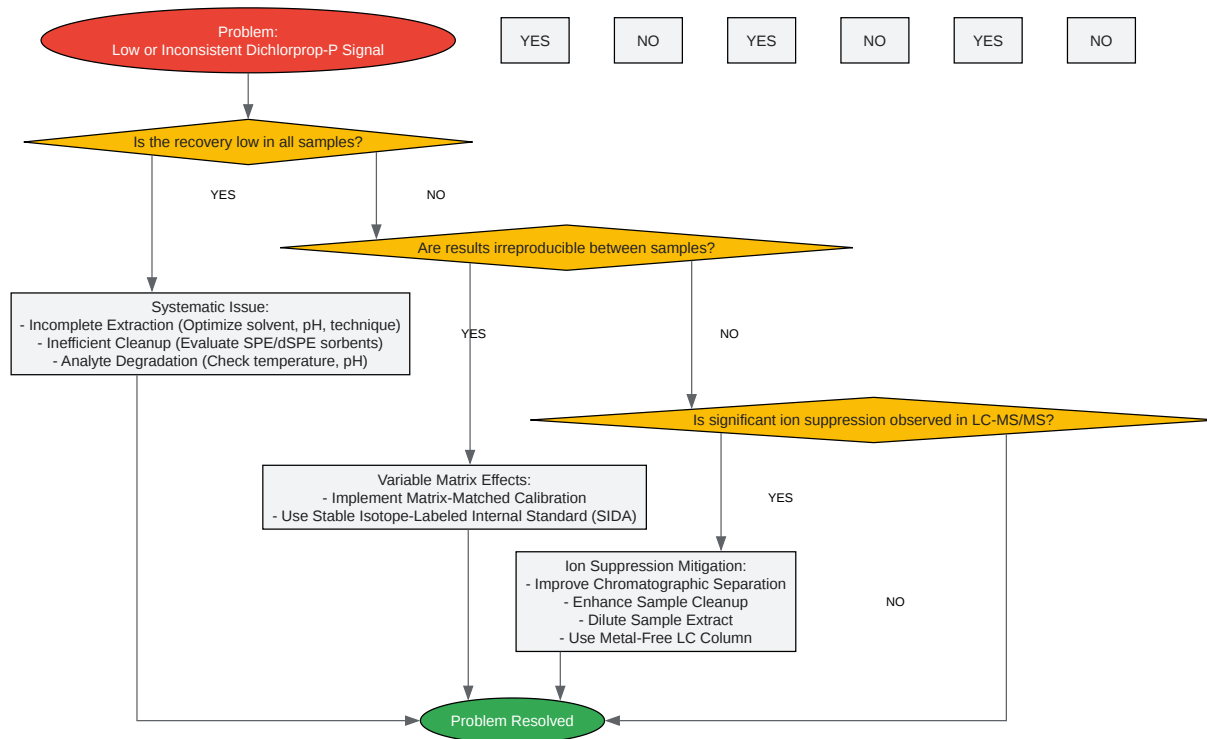 Problem:
Low or Inconsistent Dichlorprop-P Signal
YES
NO
YES
NO
YES
NO
Is the recovery low in all samples?
YES
NO
Are results irreproducible between samples?
Systematic Issue:
- Incomplete Extraction (Optimize solvent, pH, technique)
- Inefficient Cleanup (Evaluate SPE/dSPE sorbents)
- Analyte Degradation (Check temperature, pH)
YES
NO
Is significant ion suppression observed in LC-MS/MS?
Variable Matrix Effects:
- Implement Matrix-Matched Calibration
- Use Stable Isotope-Labeled Internal Standard (SIDA)
YES
Ion Suppression Mitigation:
- Improve Chromatographic Separation
- Enhance Sample Cleanup
- Dilute Sample Extract
- Use Metal-Free LC Column
NO
Problem Resolved